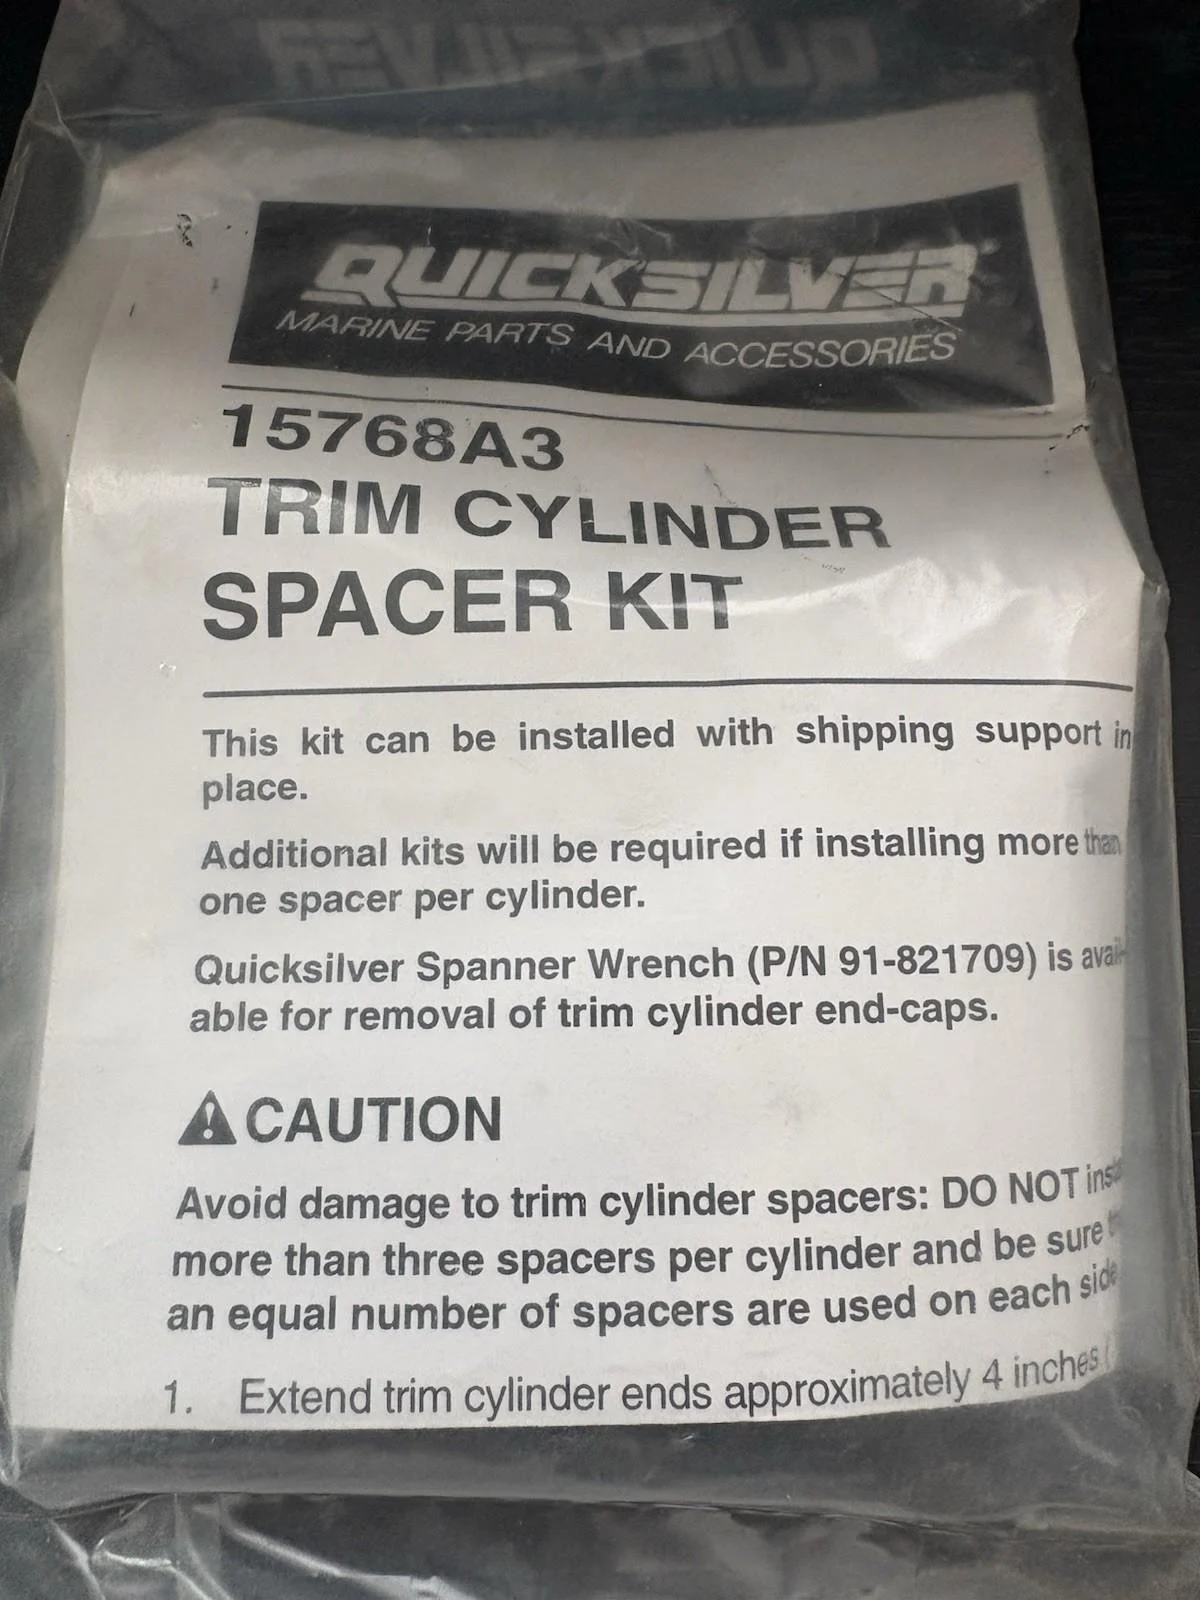 QUICKSILVER
QUICKSILVER
MARINE PARTS AND ACCESSORIES
15768A3
TRIM CYLINDER
SPACER KIT
This kit can be installed with shipping support in
place.
Additional kits will be required if installing more than
one spacer per cylinder.
Quicksilver Spanner Wrench (P/N 91-821709) is avail-
able for removal of trim cylinder end-caps.
CAUTION
Avoid damage to trim cylinder spacers: DO NOT
more than three spacers per cylinder and be sure
an equal number of spacers are used on each side
1. Extend trim cylinder ends approximately 4 inches